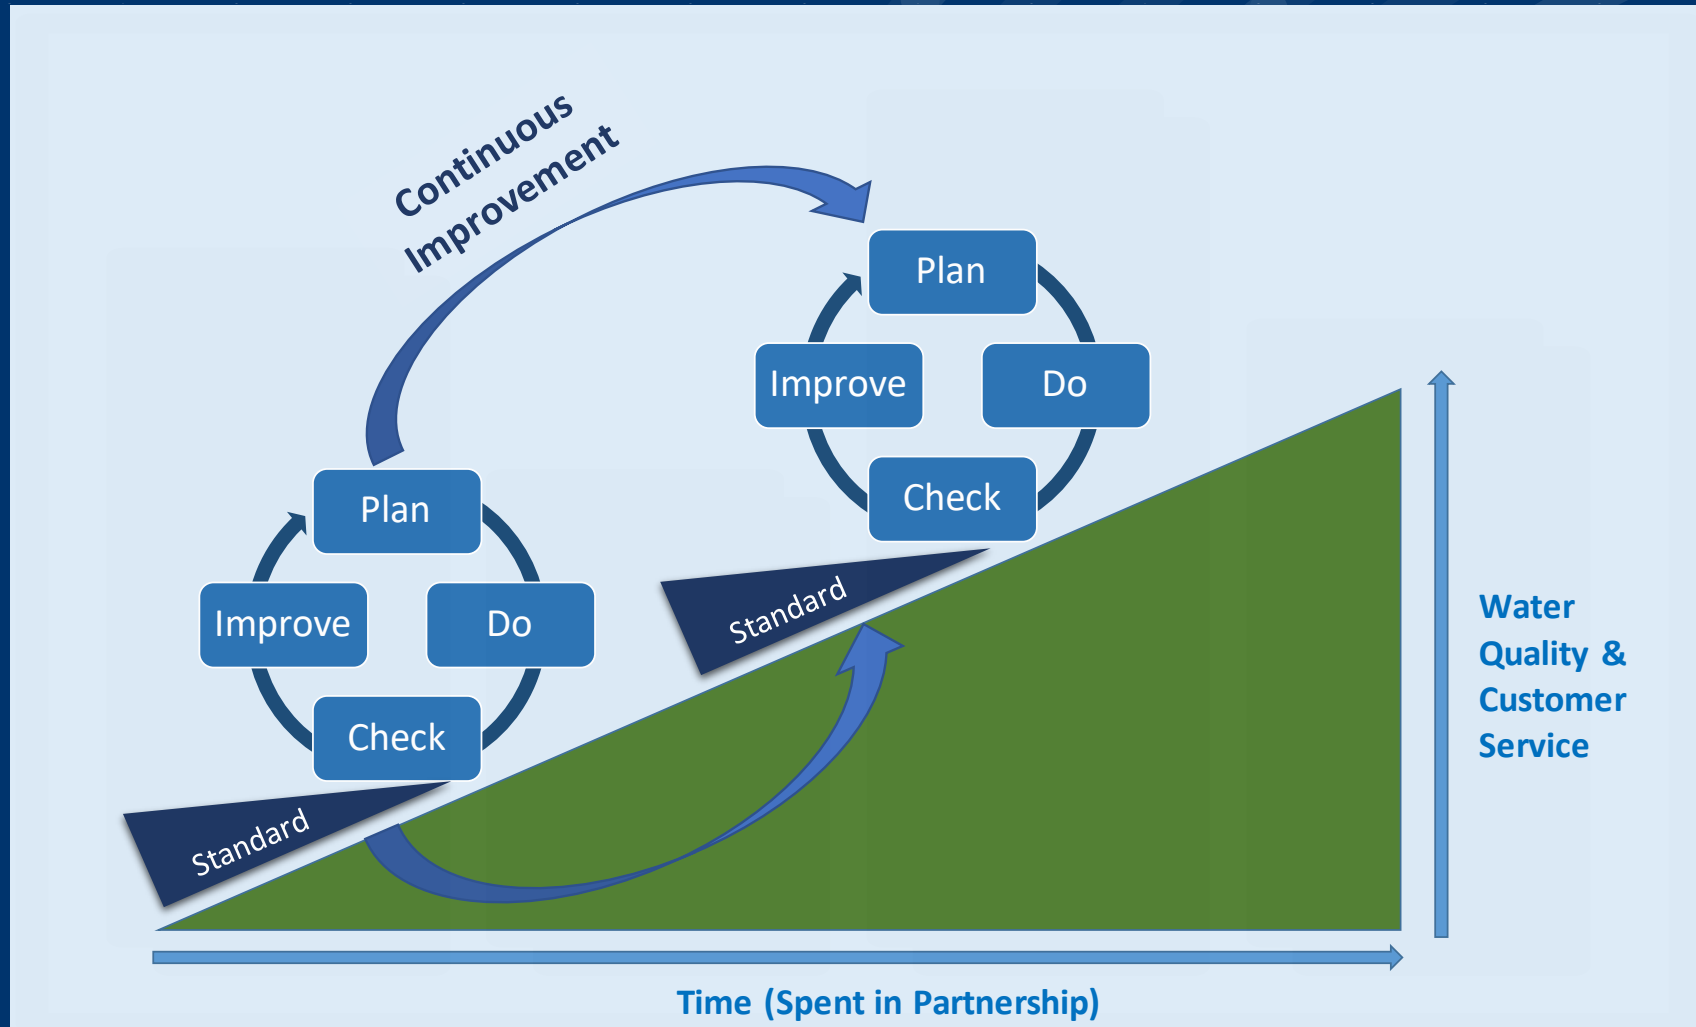 Continuous
Improvement
Plan
Improve
Do
Check
Standard
Plan
Improve
Do
Check
Standard
Water
Quality &
Customer
Service
Time (Spent in Partnership)